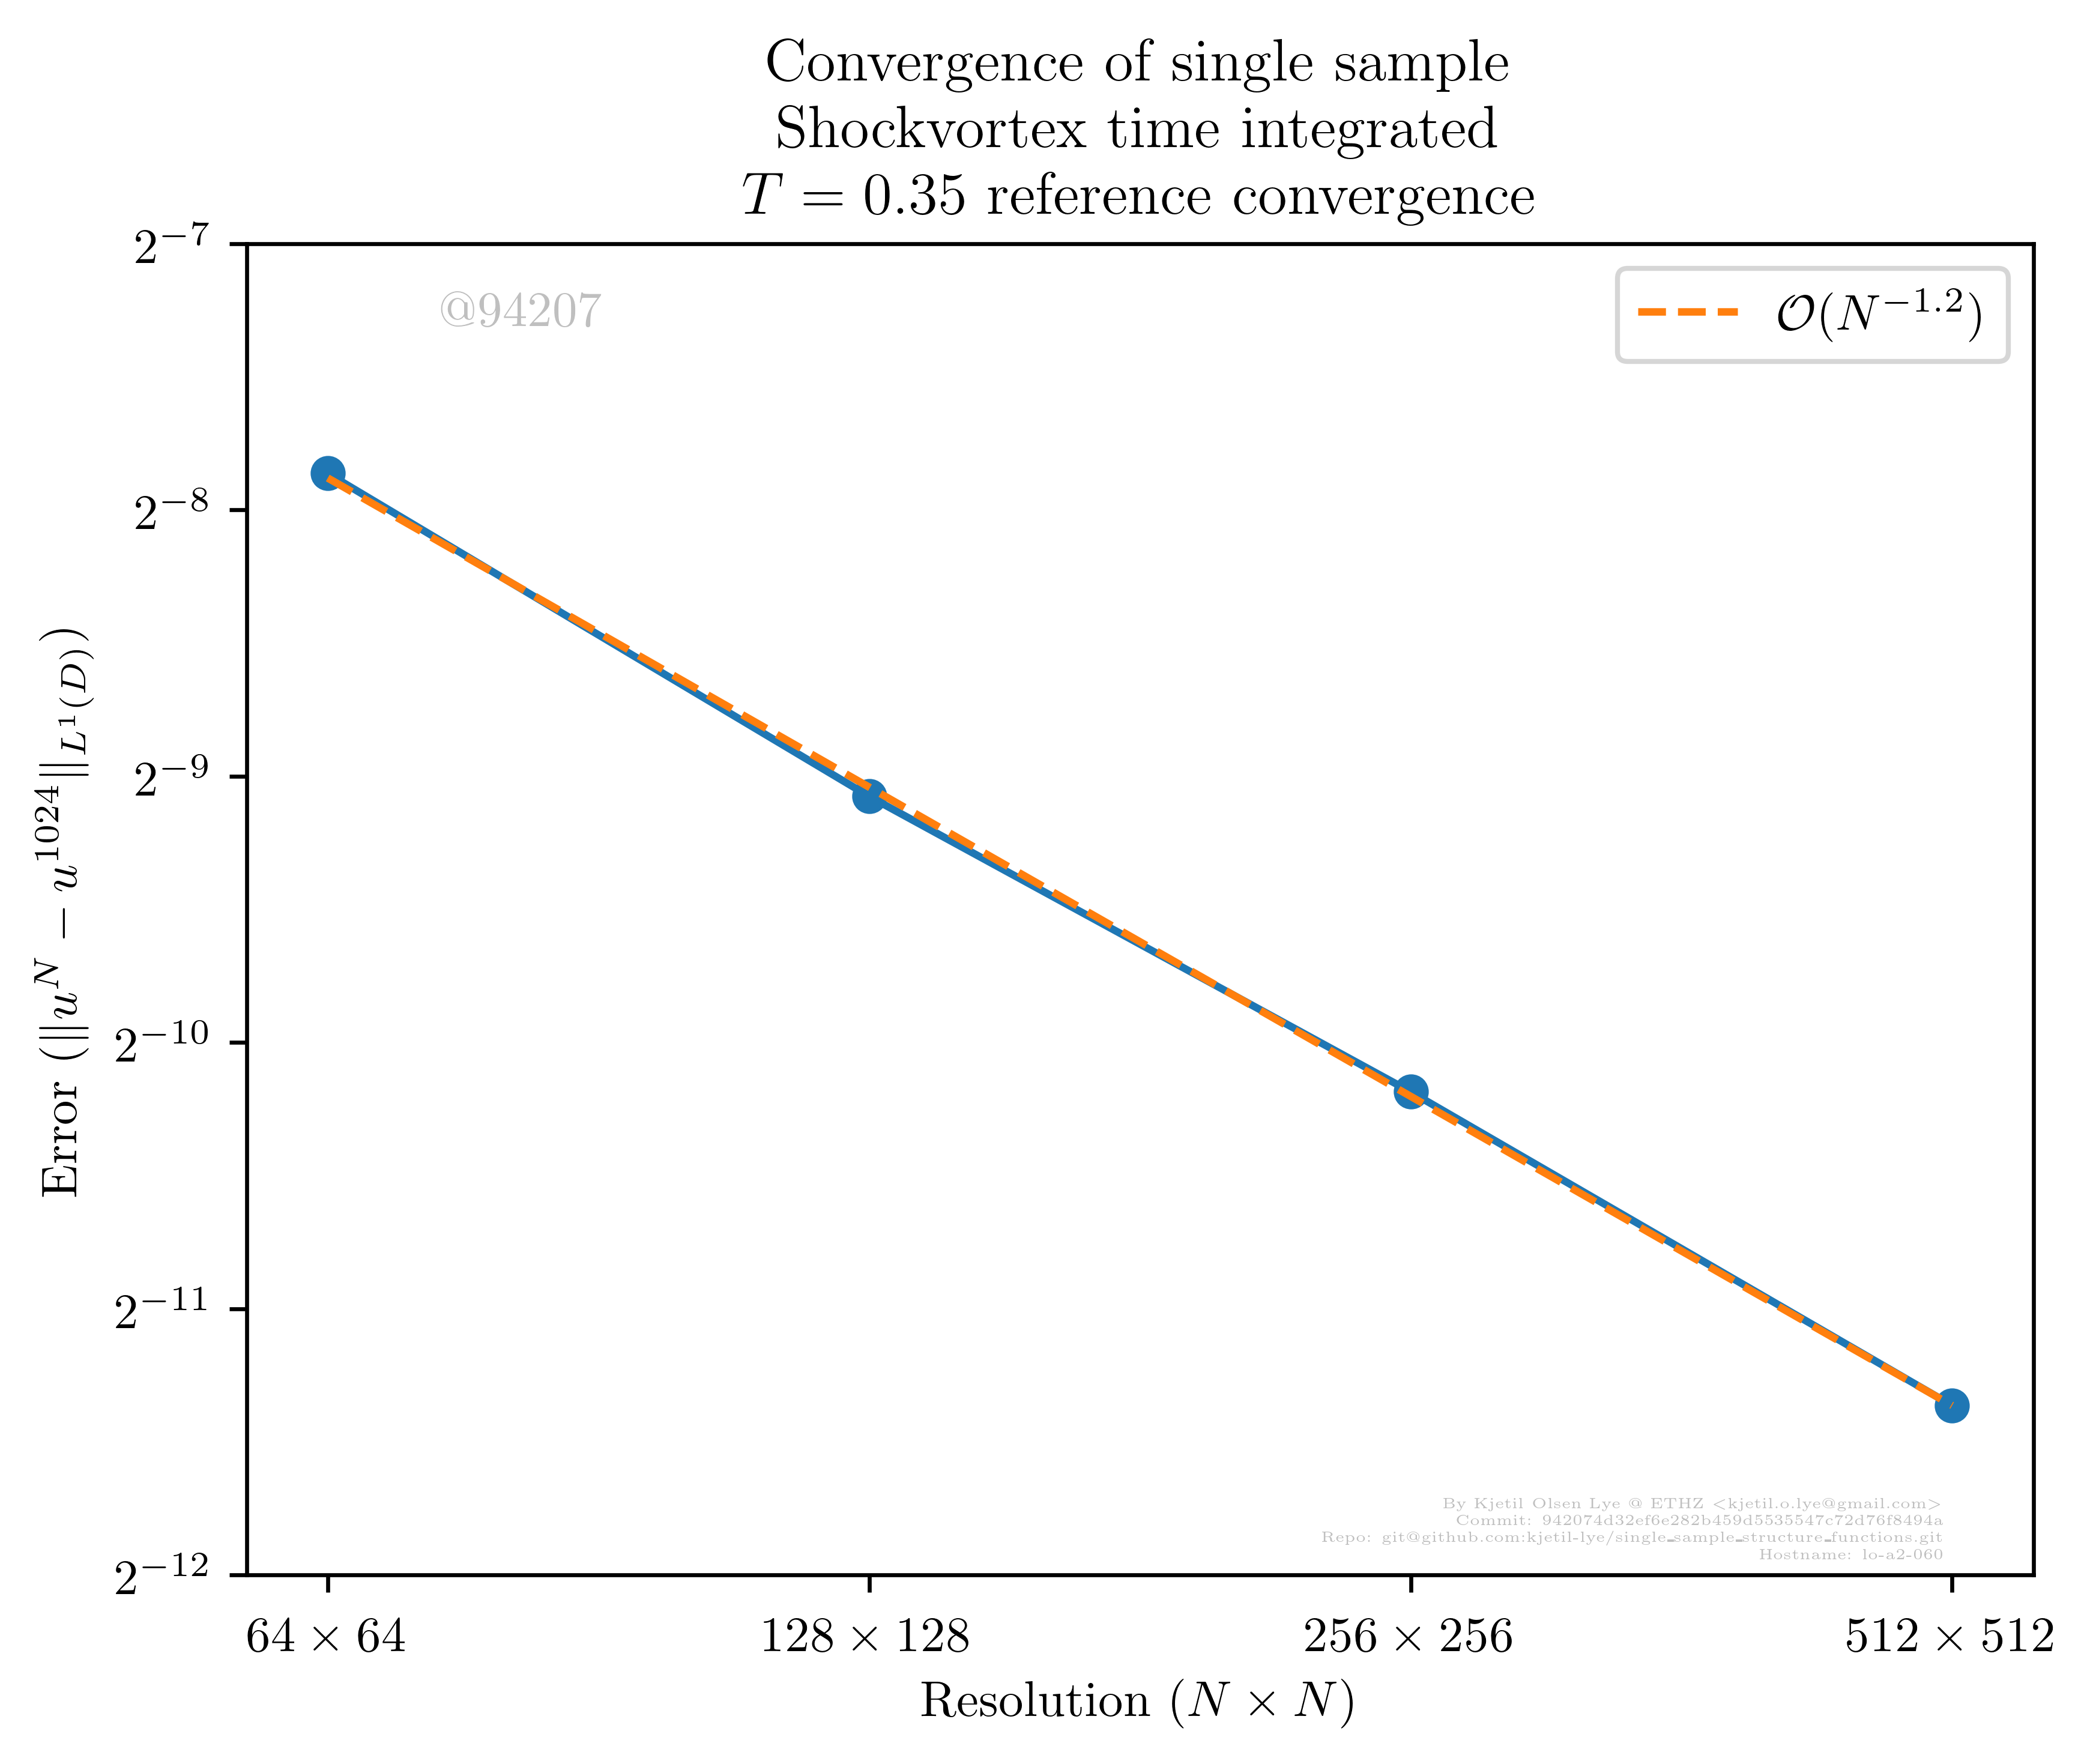 Convergence of single sample
Shockvortex time integrated
T = 0.35 reference convergence
2^{-7}
@94207
O(N^{-1.2})
2^{-8}
2^{-9}
2^{-10}
2^{-11}
2^{-12}
Error (||u^N − u^{1024}||_{L^1(D)})
By Kjetil Olsen Lye @ ETHZ <kjetil.o.lye@gmail.com>
Commit: 942074d32ef6e282b459d5535547c72d76f8494a
Repo: git@github.com:kjetil-lye/single_sample_structure_functions.git
Hostname: lo-a2-060
64 × 64 128 × 128 256 × 256 512 × 512
Resolution (N × N)